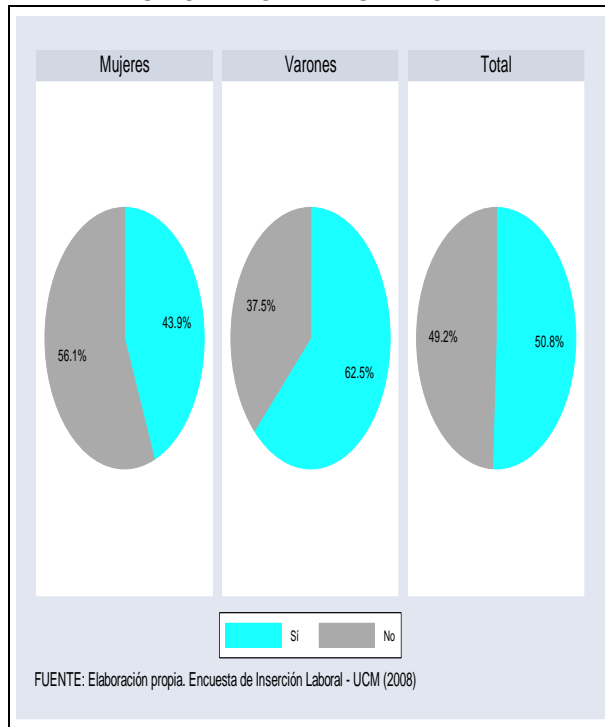 Mujeres
Varones
Total
43.9%
56.1%
37.5%
62.5%
49.2%
50.8%
Sí
No
FUENTE: Elaboración propia. Encuesta de Inserción Laboral - UCM (2008)